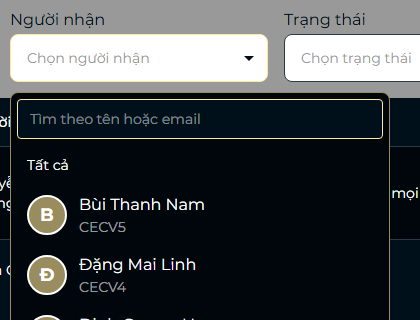 Người nhận
Trạng thái
Chọn người nhận
Chọn trạng thái
Tìm theo tên hoặc email
Tất cả
B
Bùi Thanh Nam
CECV5
mọi
Đ
Đặng Mai Linh
CECV4